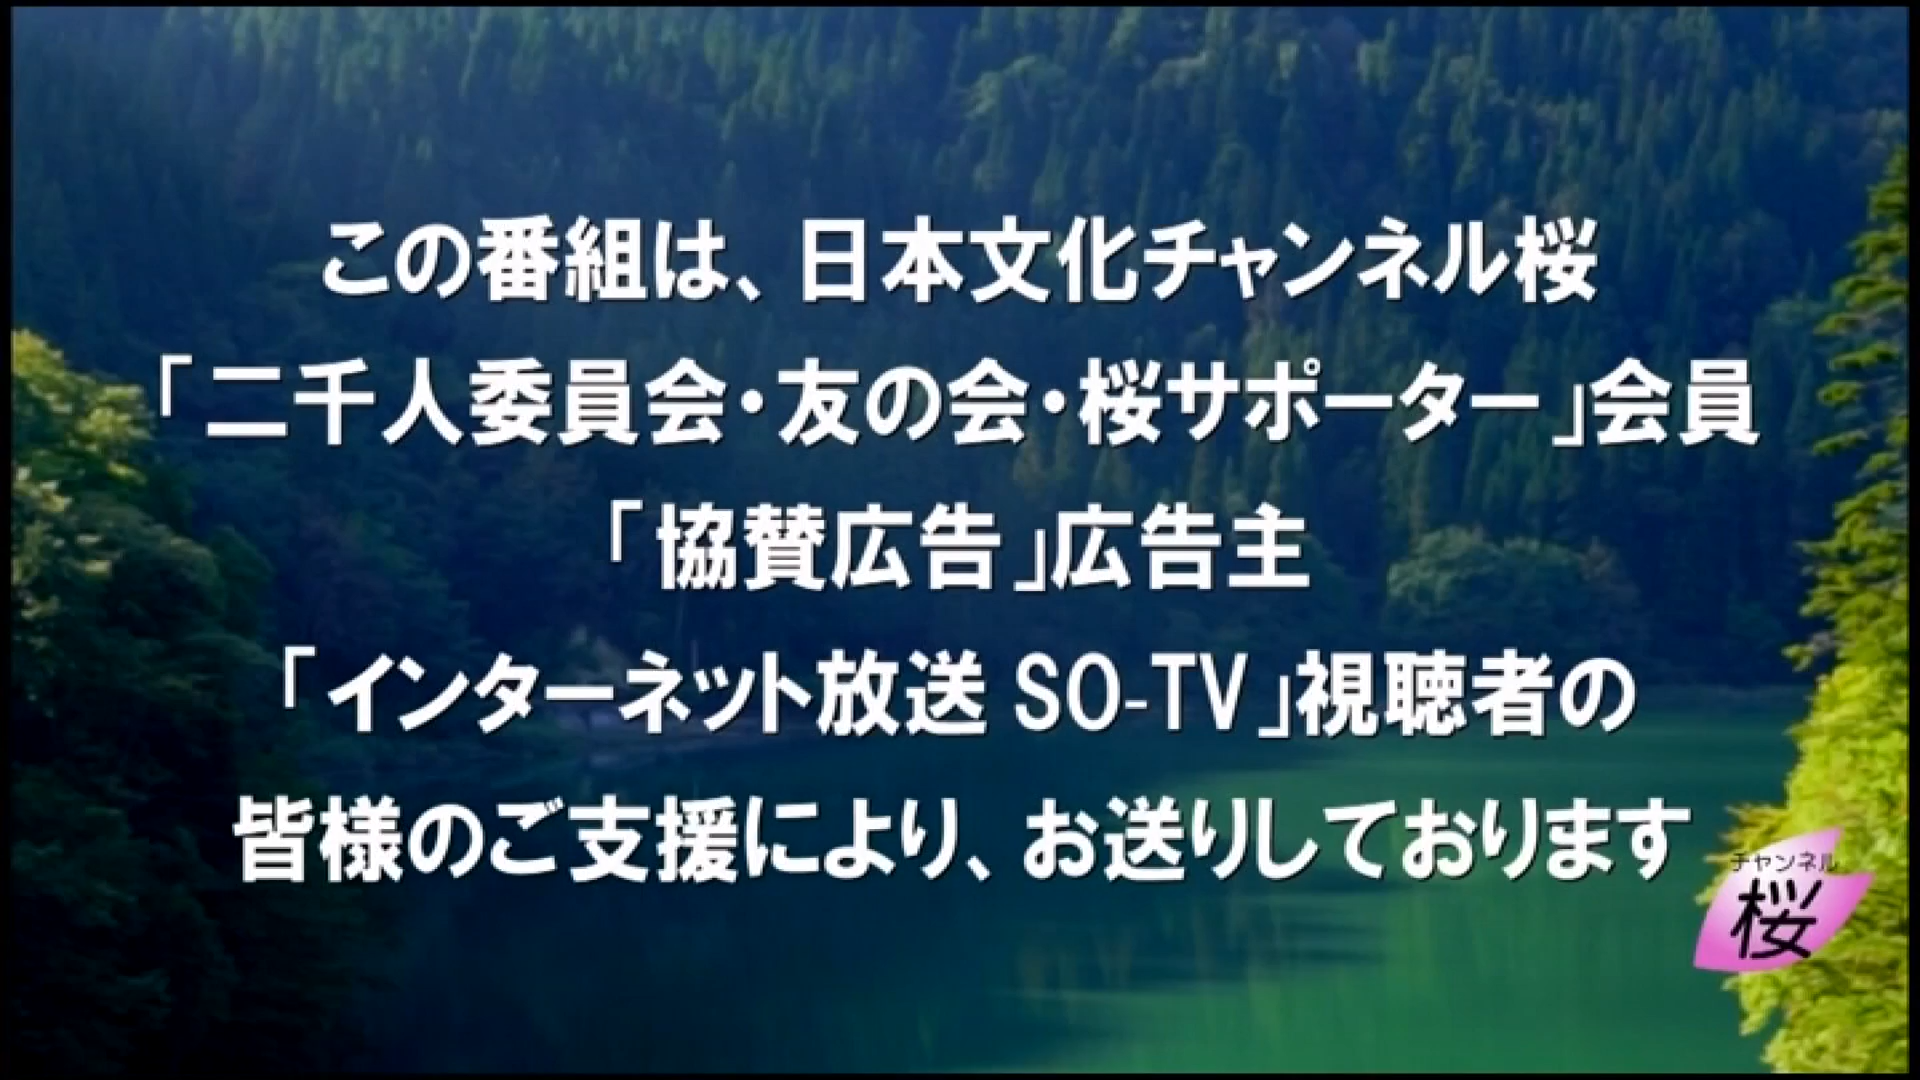 この番組は、日本文化チャンネル桜
「二千人委員会・友の会・桜サポーター」会員
「協賛広告」広告主
「インターネット放送 SO-TV」視聴者の
皆様のご支援により、お送りしております
チャンネル
桜